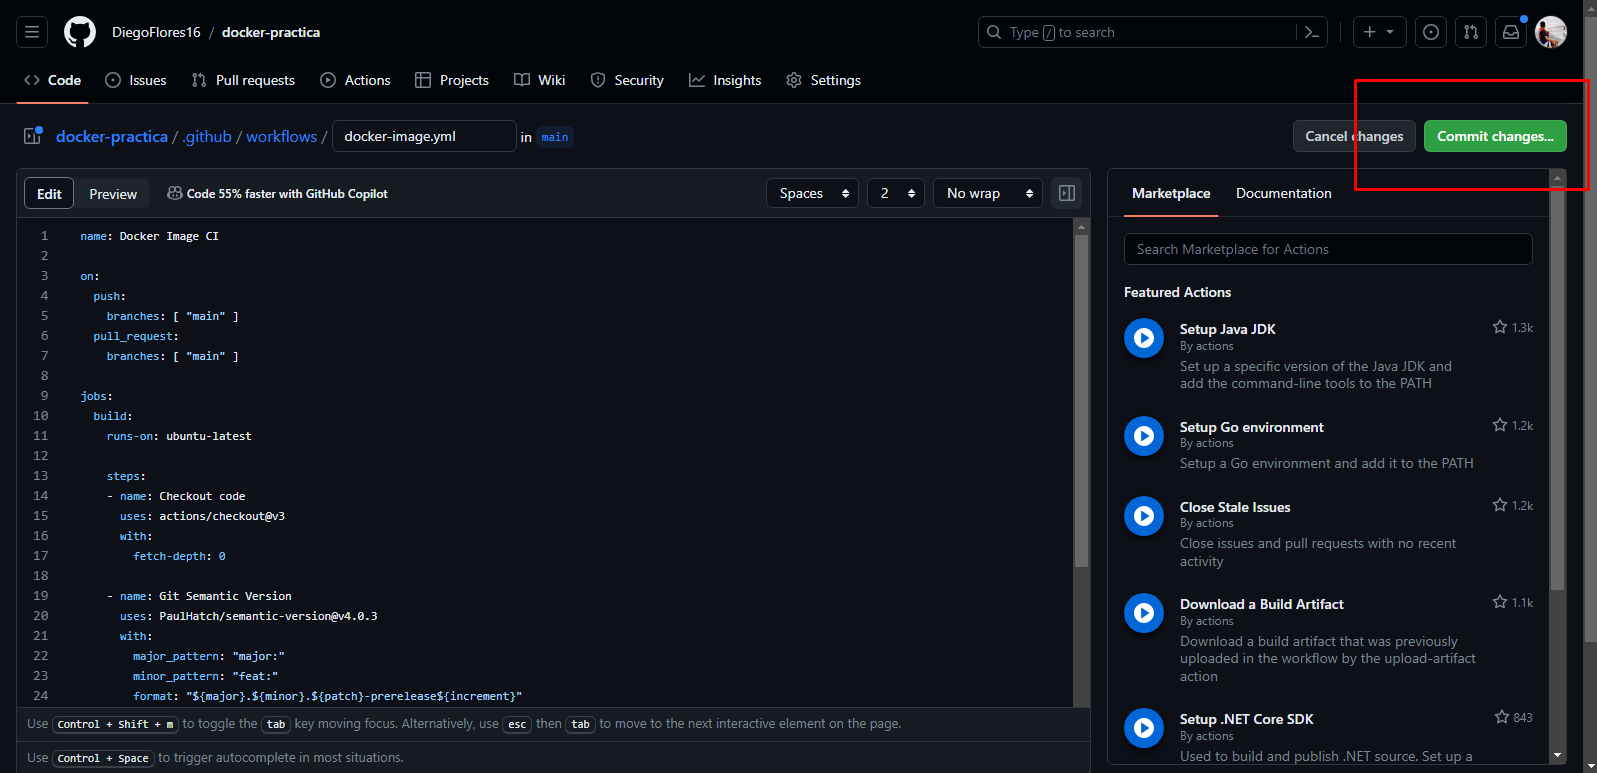 DiegoFlores16 / docker-practica
Type / to search
Code Issues Pull requests Actions Projects Wiki Security Insights Settings
docker-practica / .github / workflows / docker-image.yml in main
Cancel changes Commit changes...
Edit Preview Code 55% faster with GitHub Copilot Spaces 2 No wrap
1 name: Docker Image CI
2
3 on:
4 push:
5 branches: [ "main" ]
6 pull_request:
7 branches: [ "main" ]
8
9 jobs:
10 build:
11 runs-on: ubuntu-latest
12
13 steps:
14 - name: Checkout code
15 uses: actions/checkout@v3
16 with:
17 fetch-depth: 0
18
19 - name: Git Semantic Version
20 uses: PaulHatch/semantic-version@v4.0.3
21 with:
22 major_pattern: "major:"
23 minor_pattern: "feat:"
24 format: "${major}.${minor}.${patch}-prerelease${increment}"
Use Control + Shift + m to toggle the tab key moving focus. Alternatively, use esc then tab to move to the next interactive element on the page.
Use Control + Space to trigger autocomplete in most situations.
Marketplace Documentation
Search Marketplace for Actions
Featured Actions
Setup Java JDK 1.3k
By actions
Set up a specific version of the Java JDK and
add the command-line tools to the PATH
Setup Go environment 1.2k
By actions
Setup a Go environment and add it to the PATH
Close Stale Issues 1.2k
By actions
Close issues and pull requests with no recent
activity
Download a Build Artifact 1.1k
By actions
Download a build artifact that was previously
uploaded in the workflow by the upload-artifact
action
Setup .NET Core SDK 843
By actions
Used to build and publish .NET source. Set up a